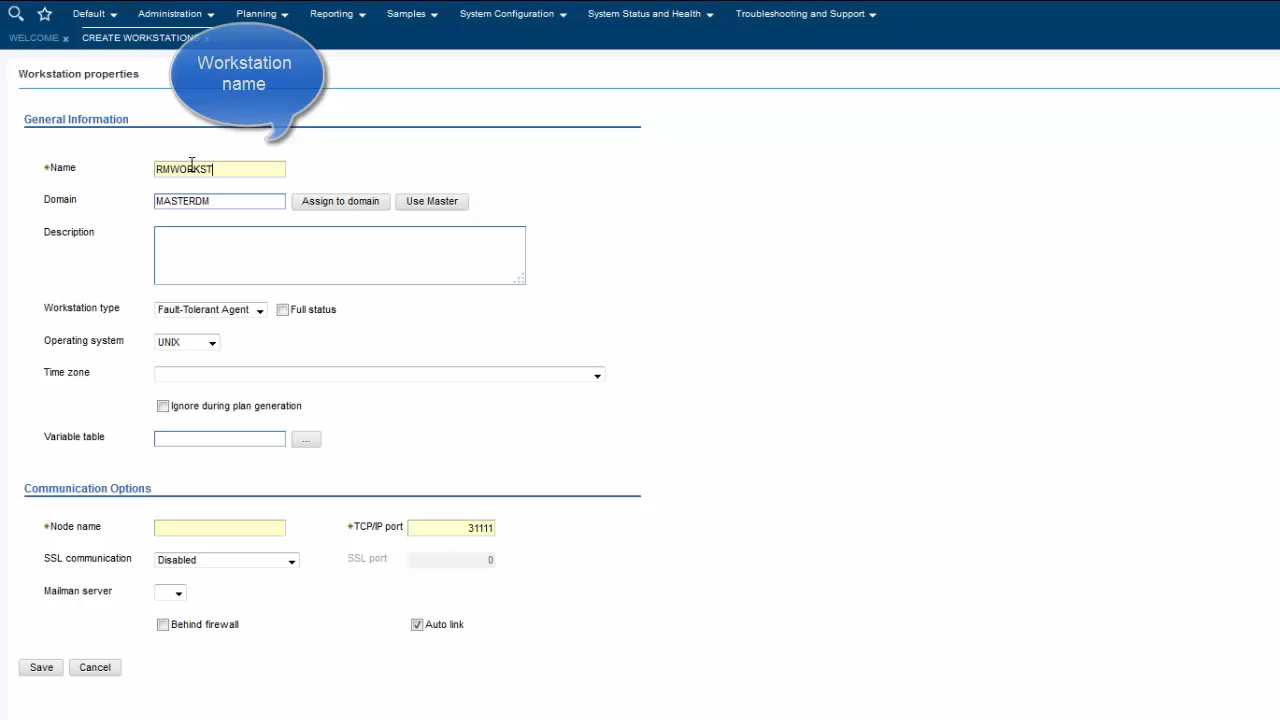 Default Administration Planning Reporting Samples System Configuration System Status and Health Troubleshooting and Support
WELCOME x CREATE WORKSTATIONS x
Workstation name
Workstation properties
General Information
*Name RMWORKST
Domain MASTERDM Assign to domain Use Master
Description
Workstation type Fault-Tolerant Agent Full status
Operating system UNIX
Time zone
Ignore during plan generation
Variable table ...
Communication Options
*Node name *TCP/IP port 31111
SSL communication Disabled SSL port 0
Mailman server
Behind firewall Auto link
Save Cancel